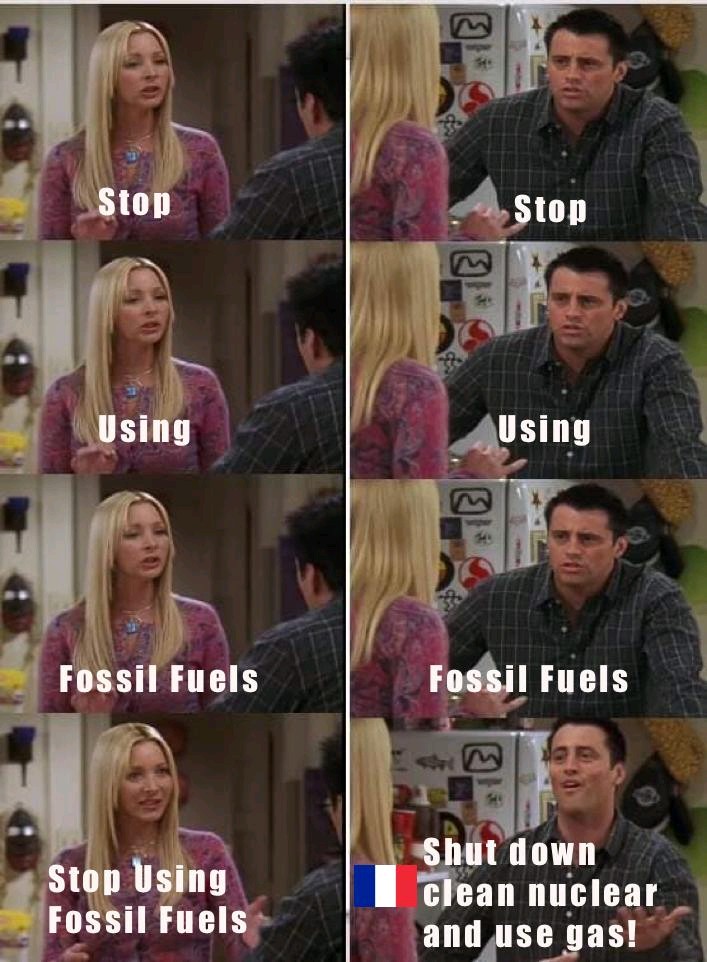 Stop
Stop
Using
Using
Fossil Fuels
Fossil Fuels
Stop Using
Fossil Fuels
Shut down
clean nuclear
and use gas!